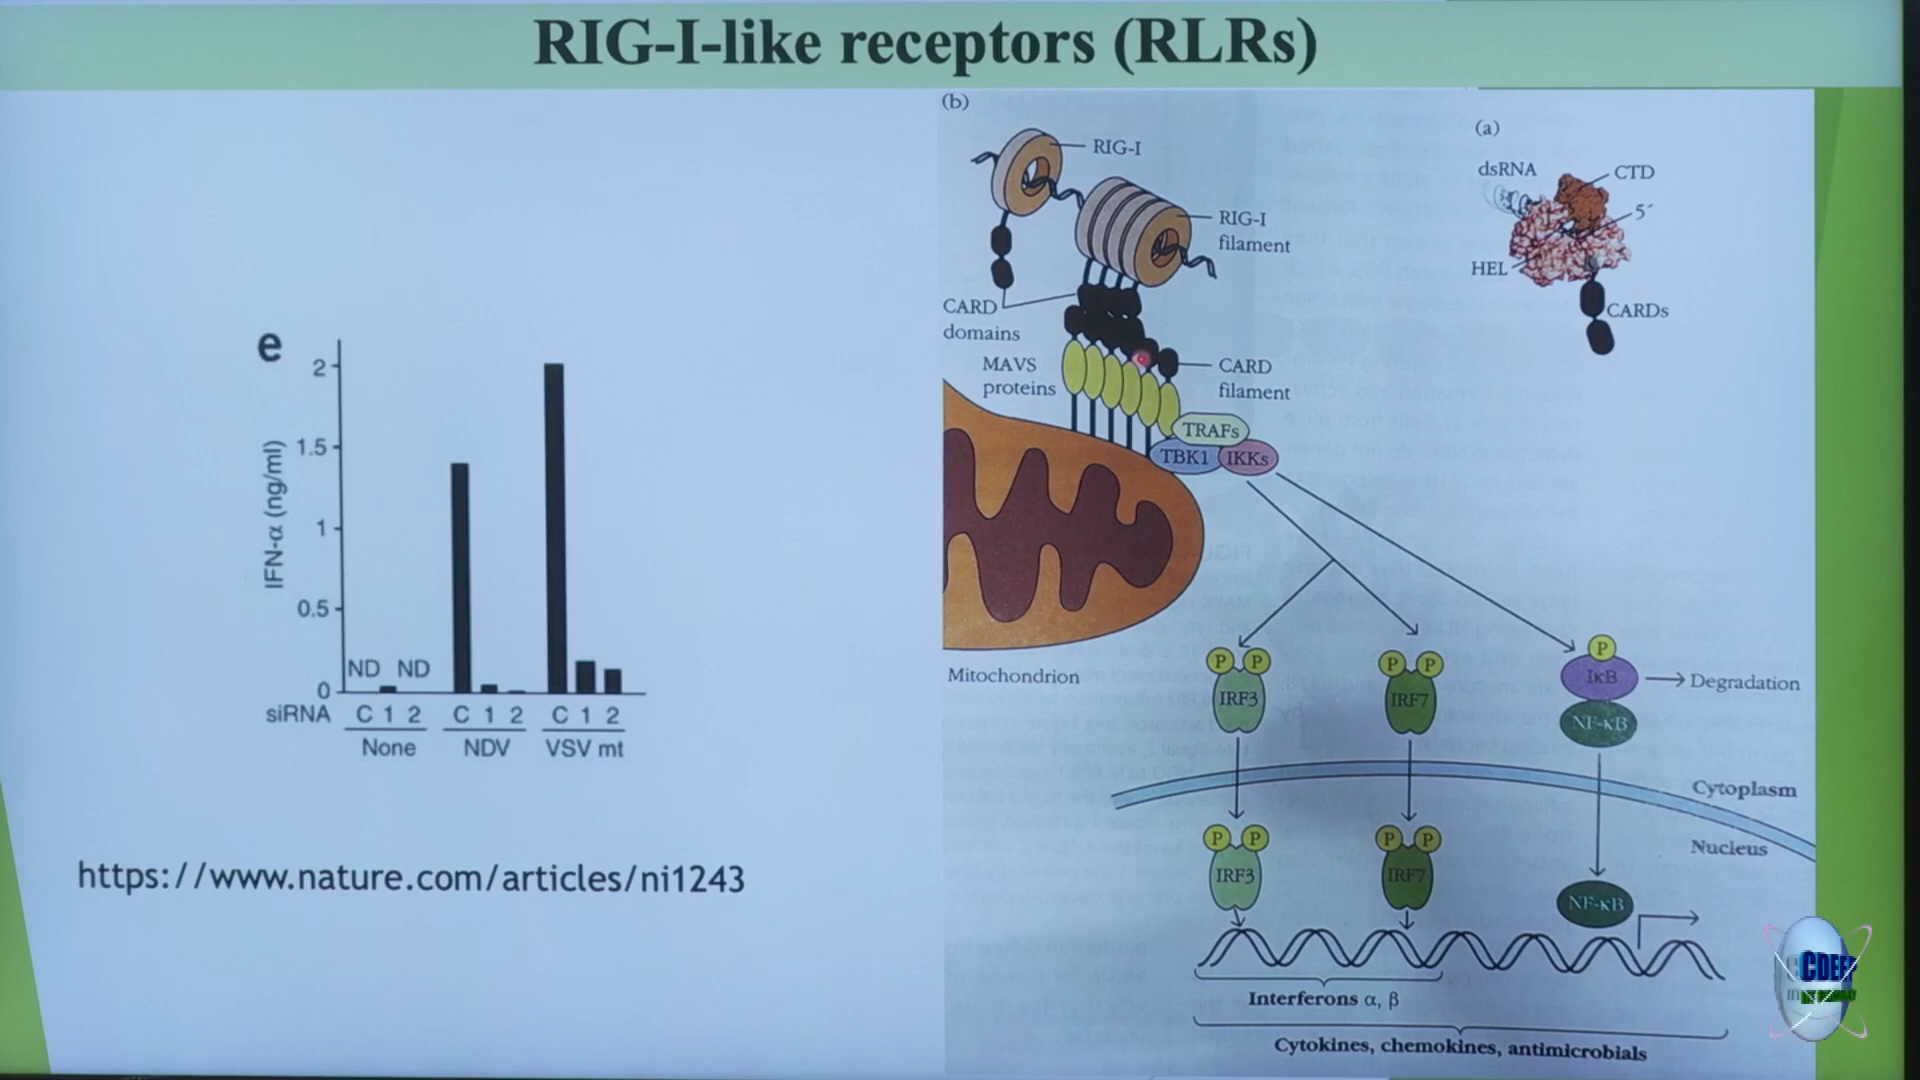 RIG-I-like receptors (RLRs)
e
2
1.5
1
0.5
0
IFN-α (ng/ml)
ND ND
siRNA C 1 2 C 1 2 C 1 2
None NDV VSV mt
https://www.nature.com/articles/ni1243
(b)
RIG-I
RIG-I
filament
CARD
domains
MAVS
proteins
CARD
filament
TRAFs
TBK1 IKKs
Mitochondrion
P P
IRF3
P P
IRF7
P
IκB
Degradation
NF-κB
Cytoplasm
Nucleus
P P
IRF3
P P
IRF7
NF-κB
Interferons α, β
Cytokines, chemokines, antimicrobials
(a)
dsRNA
CTD
5´
HEL
CARDs
CDEEP